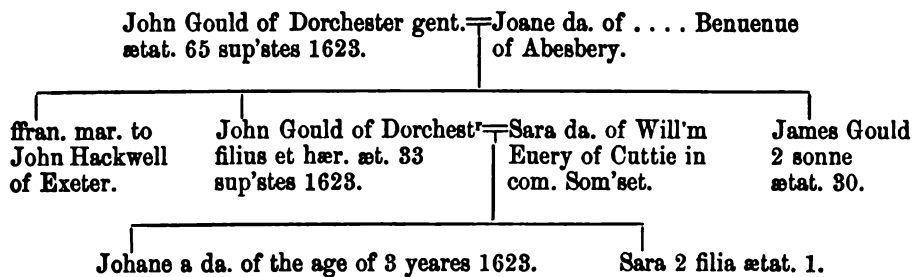 John Gould of Dorchester gent. Joane da. of . . . . Benuenue
ætat. 65 sup'stes 1623. of Abesbery.
ffran. mar. to
John Hackwell
of Exeter.
John Gould of Dorchestʳ
filius et hær. æt. 33
sup'stes 1623.
Sara da. of Will'm
Euery of Cuttie in
com. Som'set.
James Gould
2 sonne
ætat. 30.
Johane a da. of the age of 3 yeares 1623.
Sara 2 filia ætat. 1.